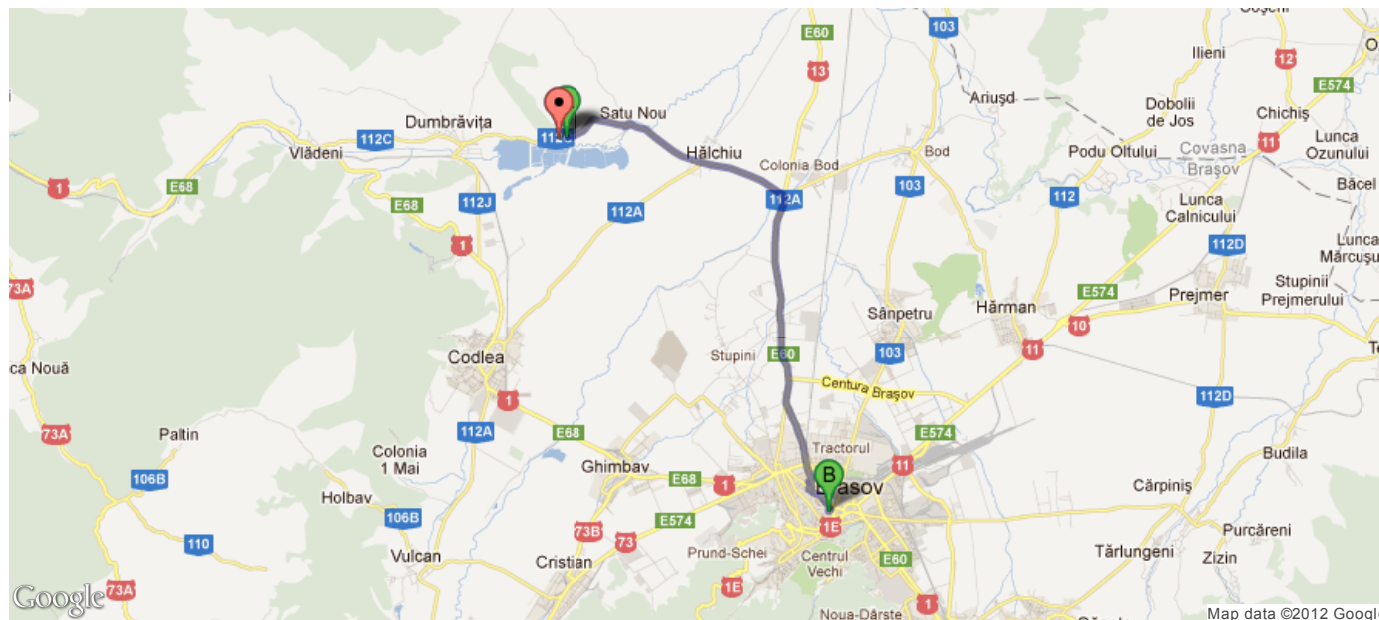 103
E60
13
Ilieni
12
E574
Ariușd
Dobolii
de Jos
Chichiș
Satu Nou
Dumbrăvița
112C
Vlădeni
Hălchiu
Colonia Bod
Bod
Podu Oltului
Covasna
Brașov
11
Lunca
Ozunului
1
E68
103
112A
112J
E68
112A
112
Lunca
Calnicului
Băcel
1
112D
Lunca
Mărcușu
73A
E574
Prejmer
Stupinii
Prejmerului
Hărman
10
Sânpetru
103
11
Codlea
Stupini
E60
ca Nouă
Centura Brașov
1
112D
73A
Paltin
112A
E68
Tractorul
E574
Colonia
1 Mai
Ghimbav
11
Budila
106B
Holbav
E68
1
B
Brasov
Cărpiniș
106B
E574
110
73B
73
1E
Purcăreni
Vulcan
Cristian
Prund-Schei
Centrul
Vechi
E60
Tărlungeni
Zizin
73A
1E
1
Google
Noua-Dârste
Map data ©2012 Google